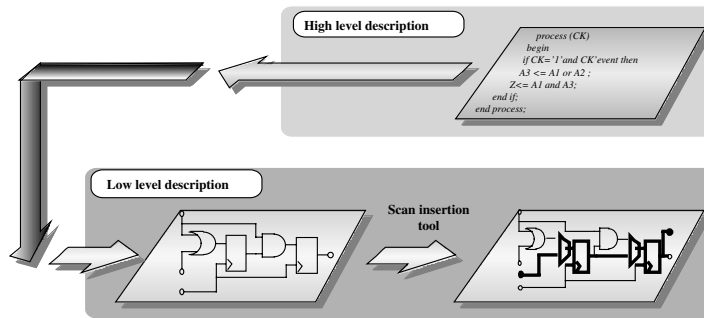 High level description
process (CK)
begin
if CK='1'and CK'event then
A3 <= A1 or A2 ;
Z<= A1 and A3;
end if;
end process;
Low level description
Scan insertion
tool